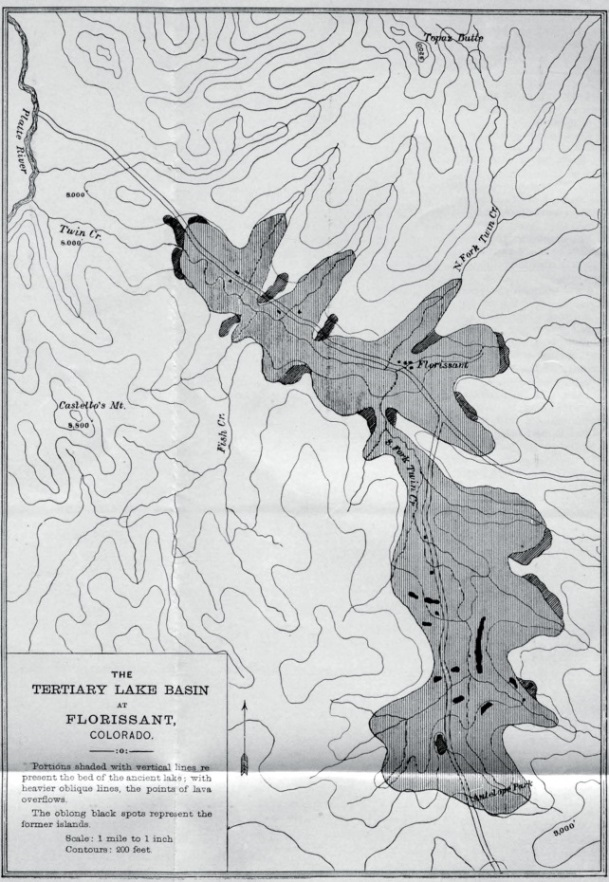 Topaz Butte
Platte River
8.000'
Twin Cr.
8.000
N. Fork Twin Cr.
Florissant
Castello's Mt.
8,800'
Fish Cr.
S. Fork Twin Cr.
Antelope Park
8,000'
THE
TERTIARY LAKE BASIN
AT
FLORISSANT,
COLORADO.
:o:
Portions shaded with vertical lines re
present the bed of the ancient lake; with
heavier oblique lines, the points of lava
overflows.
The oblong black spots represent the
former islands.
Scale: 1 mile to 1 inch
Contours: 200 feet